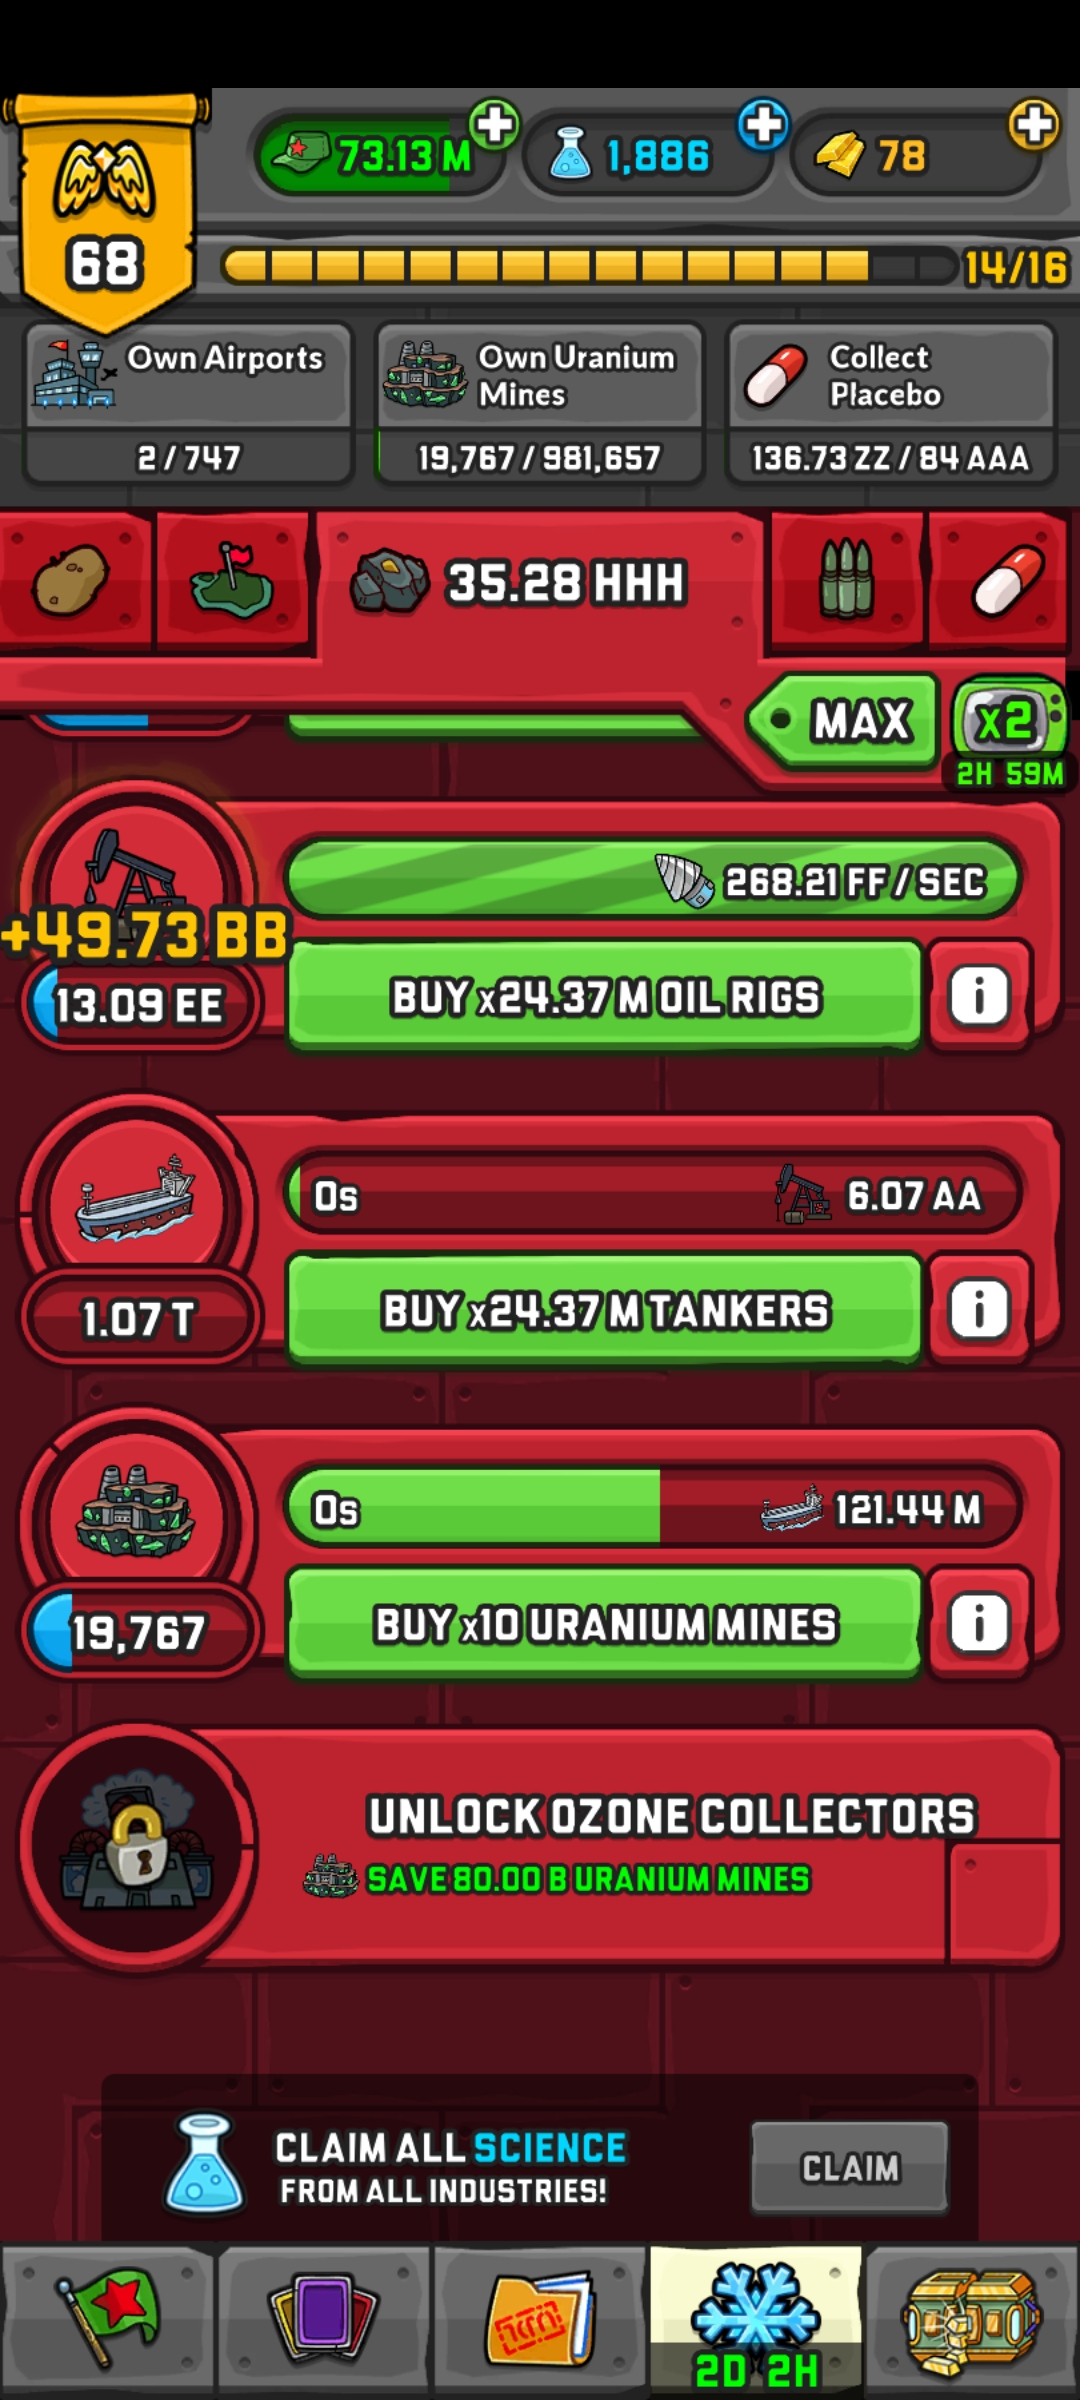 73.13 M
1,886
78
68
14/16
Own Airports
2 / 747
Own Uranium
Mines
19,767 / 981,657
Collect
Placebo
136.73 ZZ / 84 AAA
35.28 HHH
MAX
x2
2H 59M
268.21 FF / SEC
+49.73 BB
13.09 EE
BUY x24.37 M OIL RIGS
i
0s
6.07 AA
1.07 T
BUY x24.37 M TANKERS
i
0s
121.44 M
19,767
BUY x10 URANIUM MINES
i
UNLOCK OZONE COLLECTORS
SAVE 80.00 B URANIUM MINES
CLAIM ALL SCIENCE
FROM ALL INDUSTRIES!
CLAIM
2D 2H